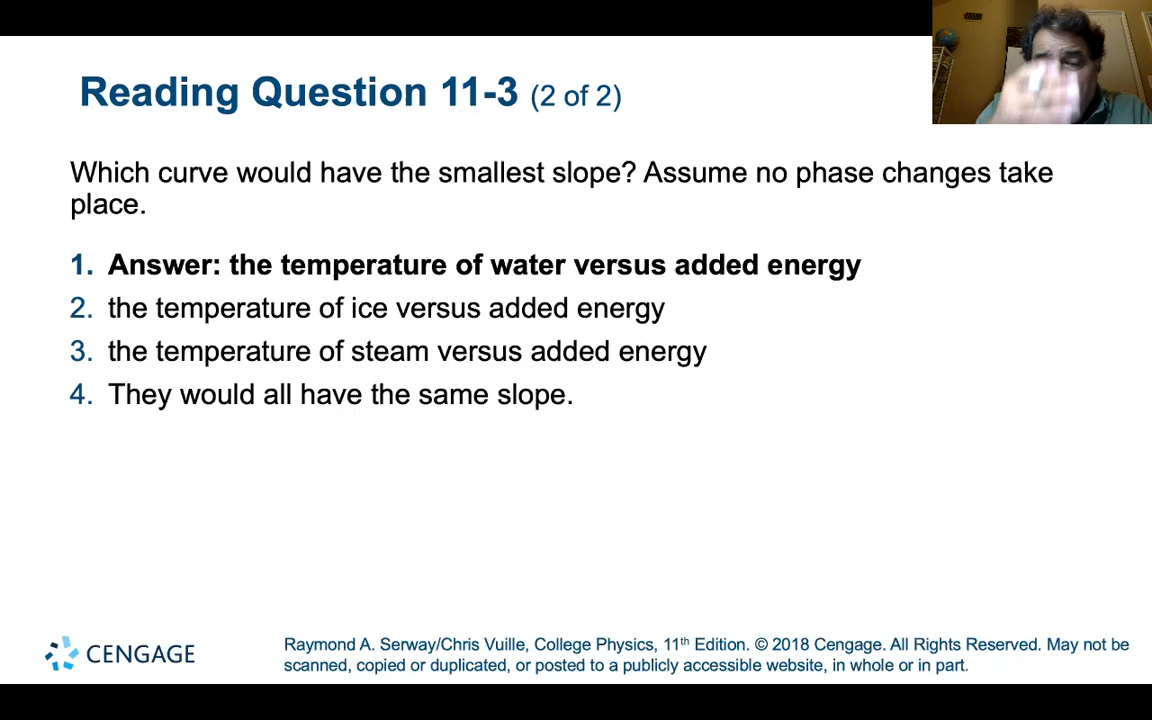 Reading Question 11-3 (2 of 2)
Which curve would have the smallest slope? Assume no phase changes take
place.
1. Answer: the temperature of water versus added energy
2. the temperature of ice versus added energy
3. the temperature of steam versus added energy
4. They would all have the same slope.
CENGAGE
Raymond A. Serway/Chris Vuille, College Physics, 11th Edition. © 2018 Cengage. All Rights Reserved. May not be
scanned, copied or duplicated, or posted to a publicly accessible website, in whole or in part.